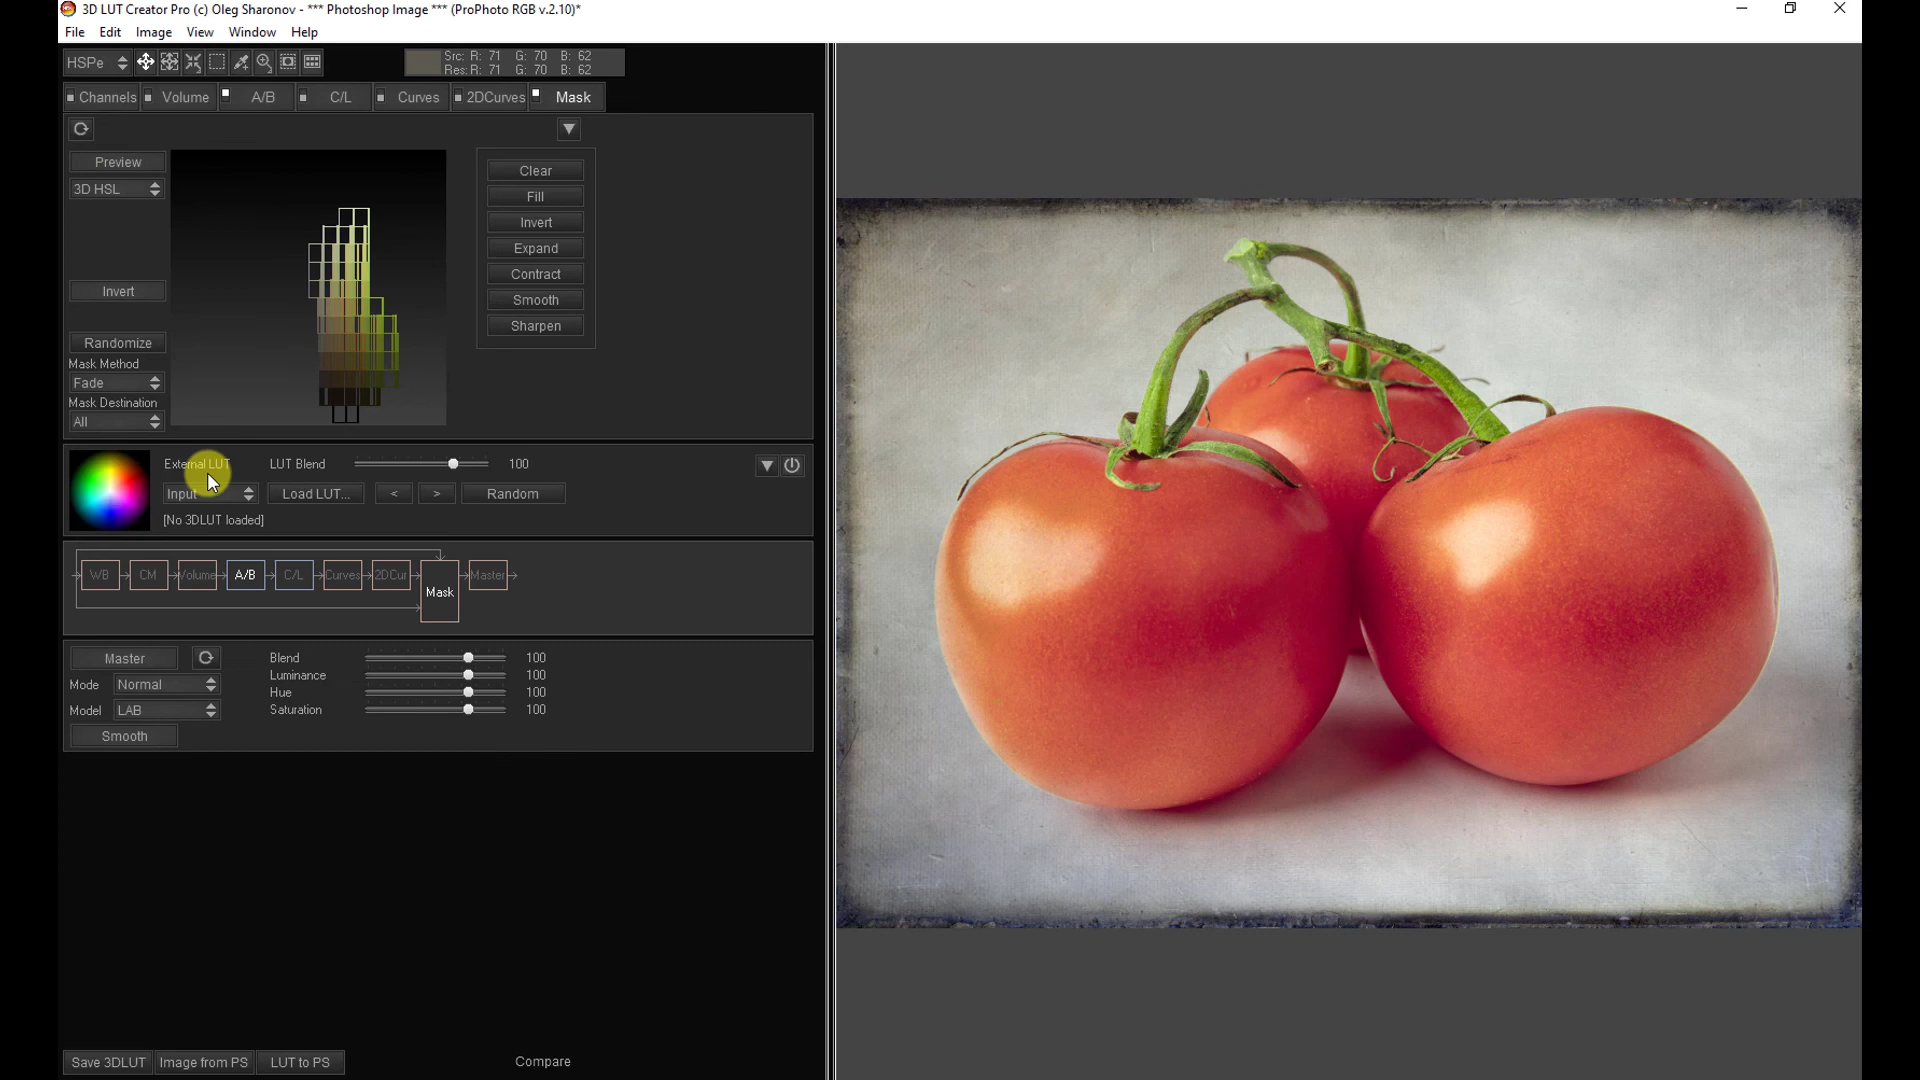 3D LUT Creator Pro (c) Oleg Sharonov - *** Photoshop Image *** (ProPhoto RGB v.2.10)*
File Edit Image View Window Help
HSPe
Src: R: 71 G: 70 B: 62
Res: R: 71 G: 70 B: 62
Channels Volume A/B C/L Curves 2DCurves Mask
Preview
3D HSL
Invert
Randomize
Mask Method
Fade
Mask Destination
All
Clear
Fill
Invert
Expand
Contract
Smooth
Sharpen
External LUT LUT Blend 100
Input Load LUT... < > Random
[No 3DLUT loaded]
WB CM Volume A/B C/L Curves 2DCur Mask Master
Master Blend 100
Luminance 100
Mode Normal Hue 100
Model LAB Saturation 100
Smooth
Save 3DLUT Image from PS LUT to PS Compare